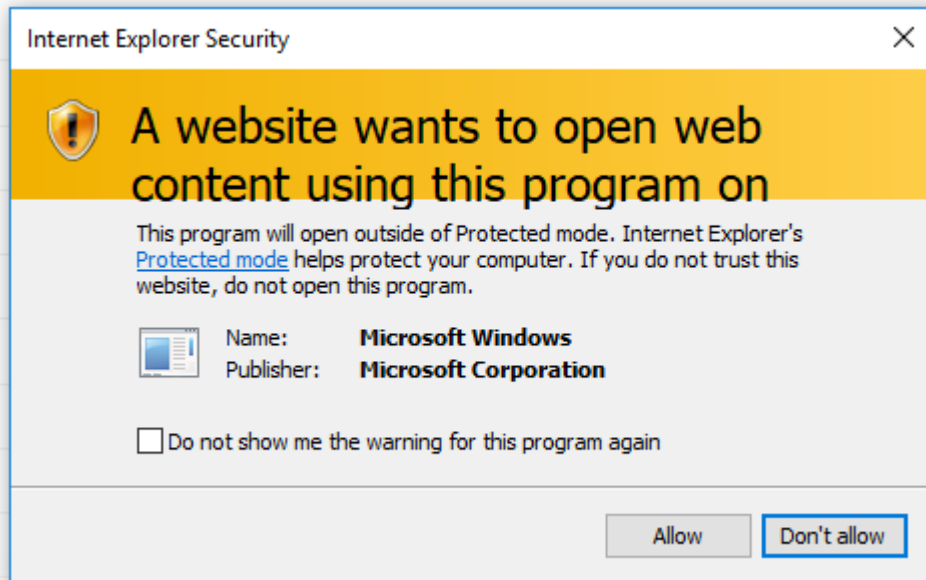 Internet Explorer Security
A website wants to open web
content using this program on
This program will open outside of Protected mode. Internet Explorer's
Protected mode helps protect your computer. If you do not trust this
website, do not open this program.
Name: Microsoft Windows
Publisher: Microsoft Corporation
Do not show me the warning for this program again
Allow Don't allow